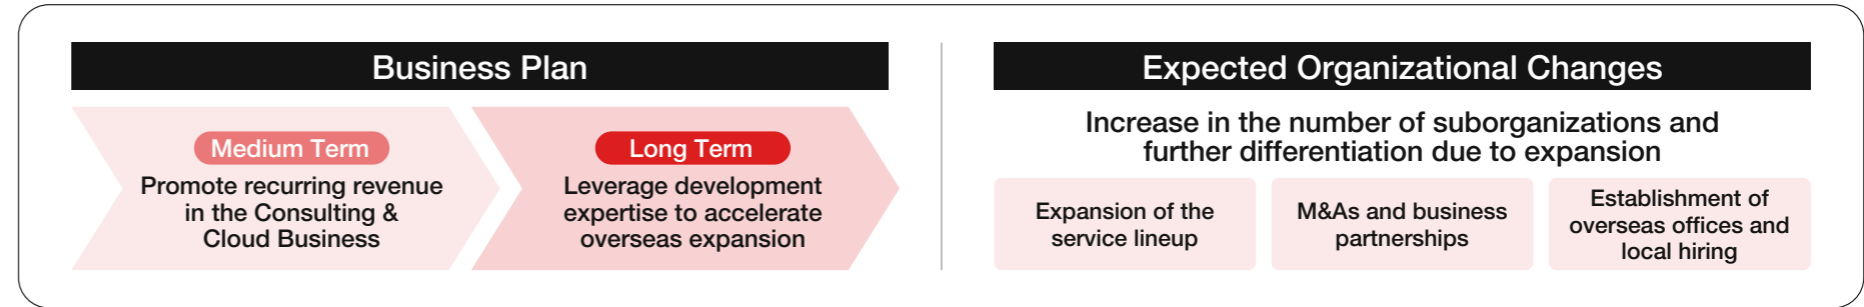 Business Plan
Medium Term
Promote recurring revenue
in the Consulting &
Cloud Business
Long Term
Leverage development
expertise to accelerate
overseas expansion
Expected Organizational Changes
Increase in the number of suborganizations and
further differentiation due to expansion
Expansion of the
service lineup
M&As and business
partnerships
Establishment of
overseas offices and
local hiring